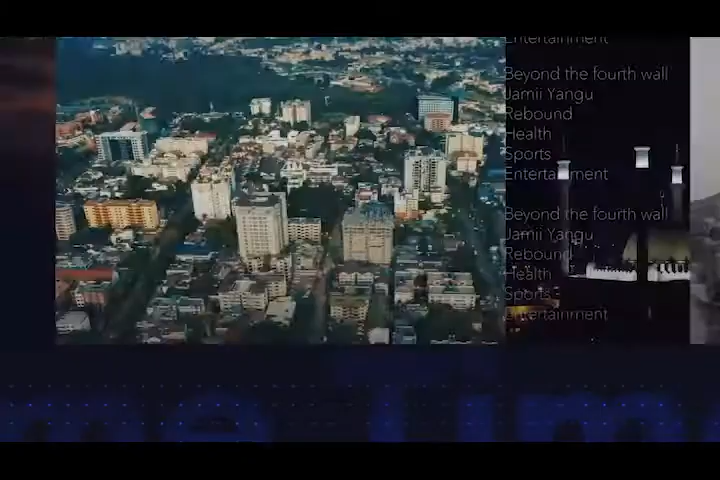 Entertainment
Beyond the fourth wall
Jamii Yangu
Rebound
Health
Sports
Entertainment
Beyond the fourth wall
Jamii Yangu
Rebound
Health
Sports
Entertainment